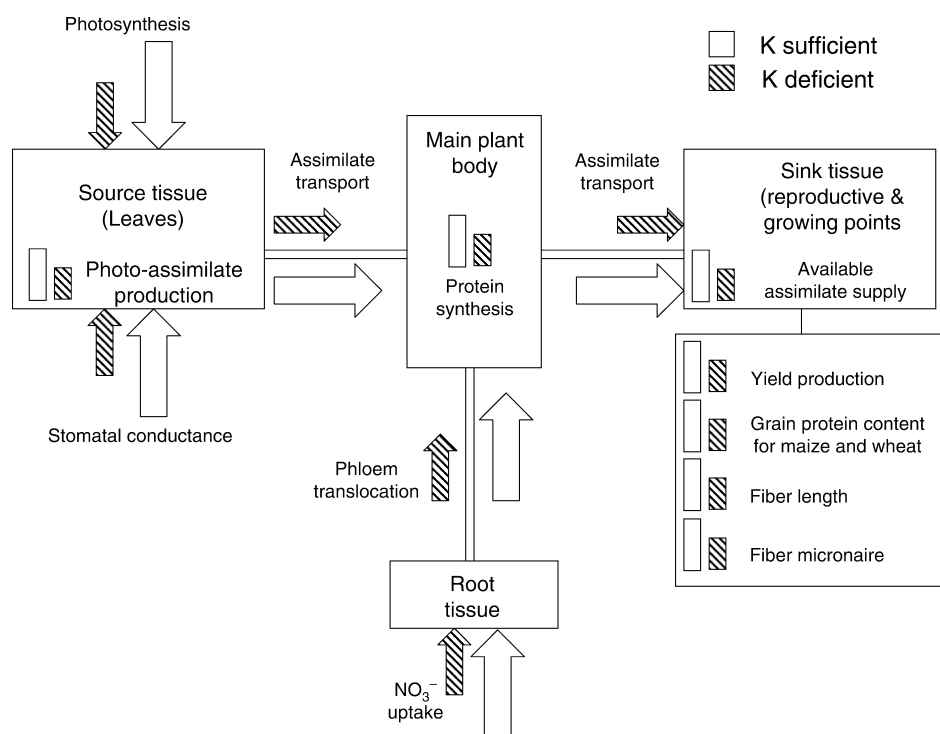 Photosynthesis
K sufficient
K deficient
Source tissue
(Leaves)
Photo-assimilate
production
Stomatal conductance
Assimilate
transport
Main plant
body
Protein
synthesis
Assimilate
transport
Sink tissue
(reproductive &
growing points
Available
assimilate supply
Yield production
Grain protein content
for maize and wheat
Fiber length
Fiber micronaire
Phloem
translocation
Root
tissue
NO₃⁻
uptake